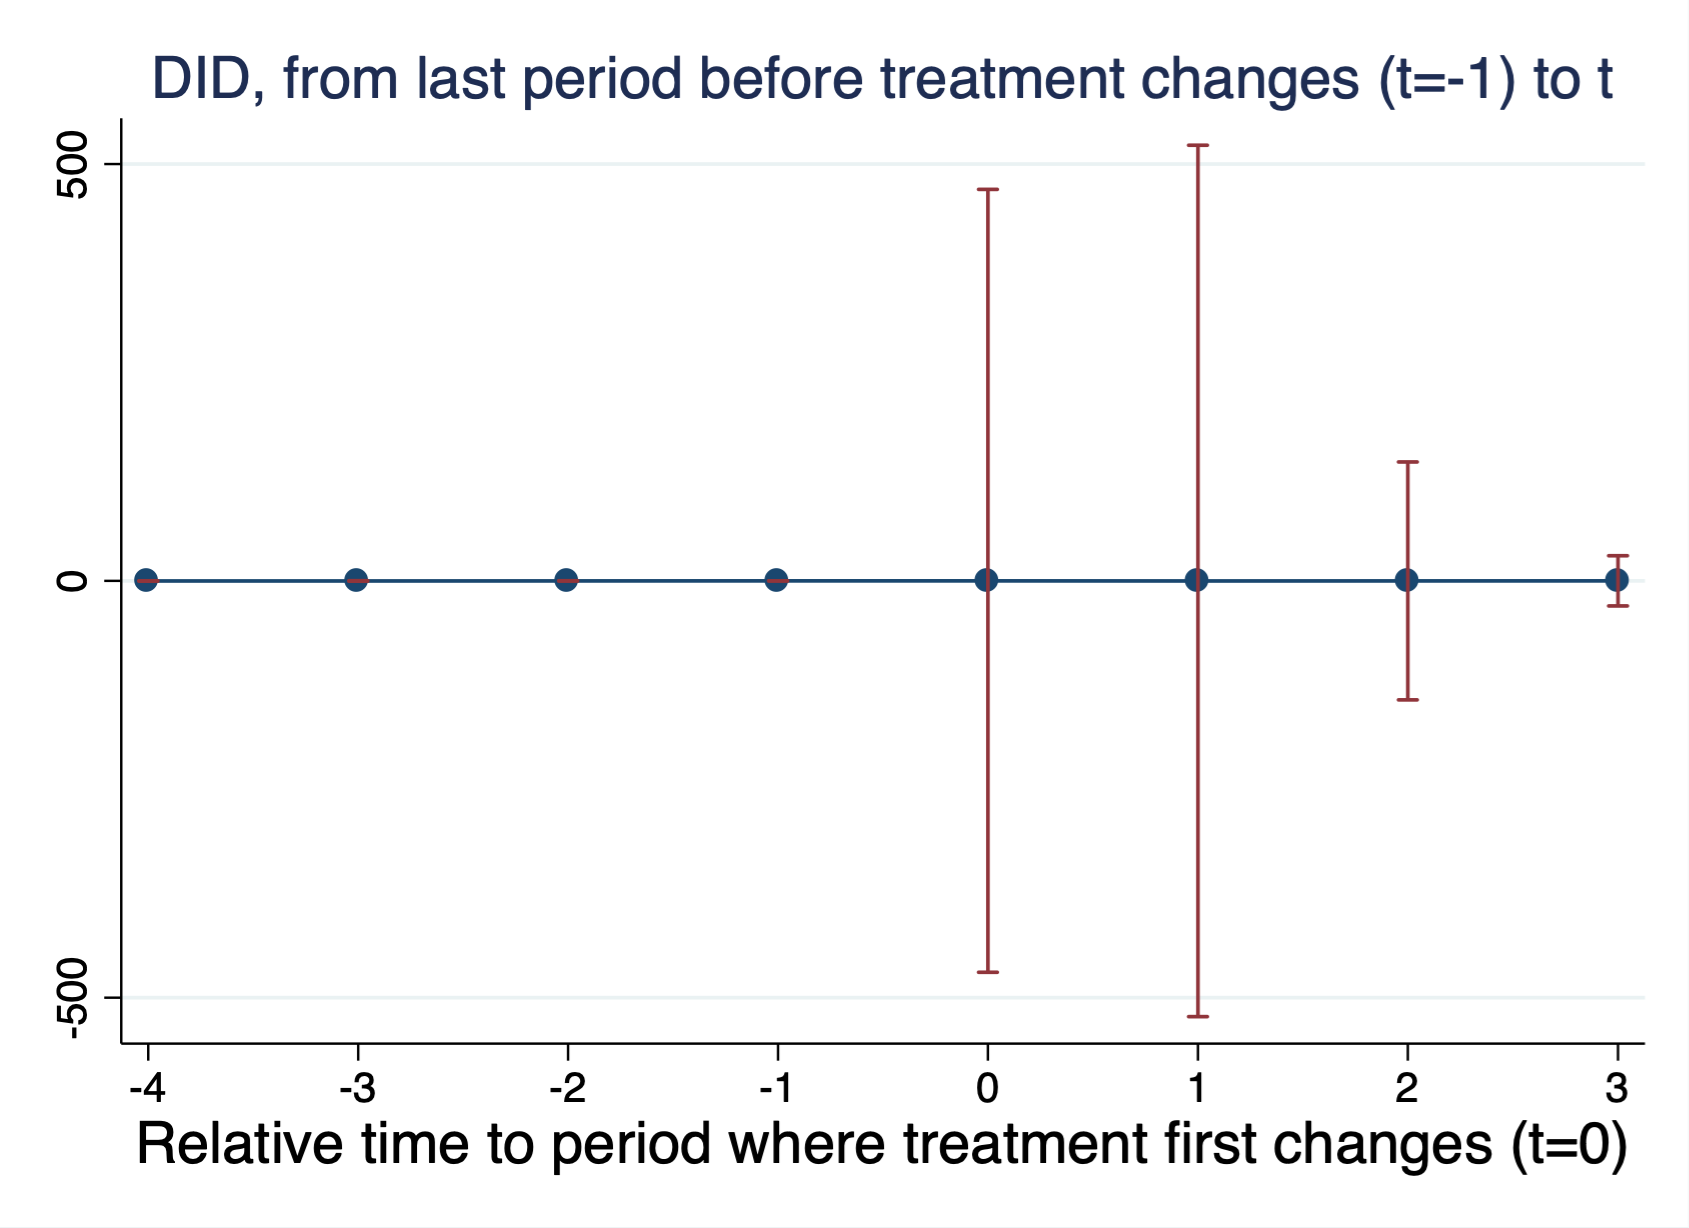 DID, from last period before treatment changes (t=-1) to t
500
0
-500
-4 -3 -2 -1 0 1 2 3
Relative time to period where treatment first changes (t=0)